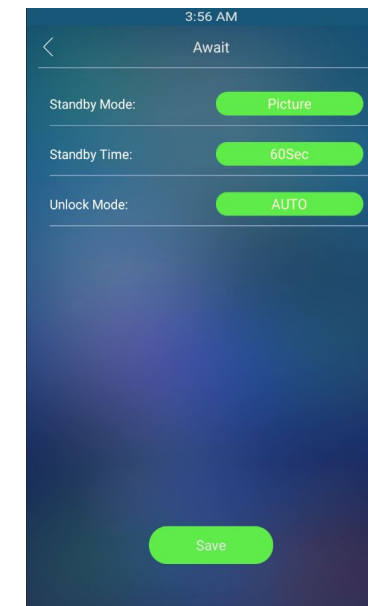 3:56 AM
Await
Standby Mode: Picture
Standby Time: 60Sec
Unlock Mode: AUTO
Save